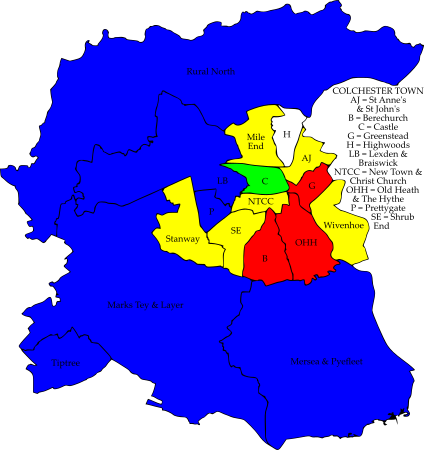 Rural North
COLCHESTER TOWN
AJ = St Anne's
& St John's
B = Berechurch
C = Castle
G = Greenstead
H = Highwoods
LB = Lexden &
Braiswick
NTCC = New Town &
Christ Church
OHH = Old Heath
& The Hythe
P = Prettygate
SE = Shrub
End
Mile
End
H
AJ
LB
C
G
NTCC
P
SE
Stanway
Wivenhoe
OHH
B
Marks Tey & Layer
Tiptree
Mersea & Pyefleet